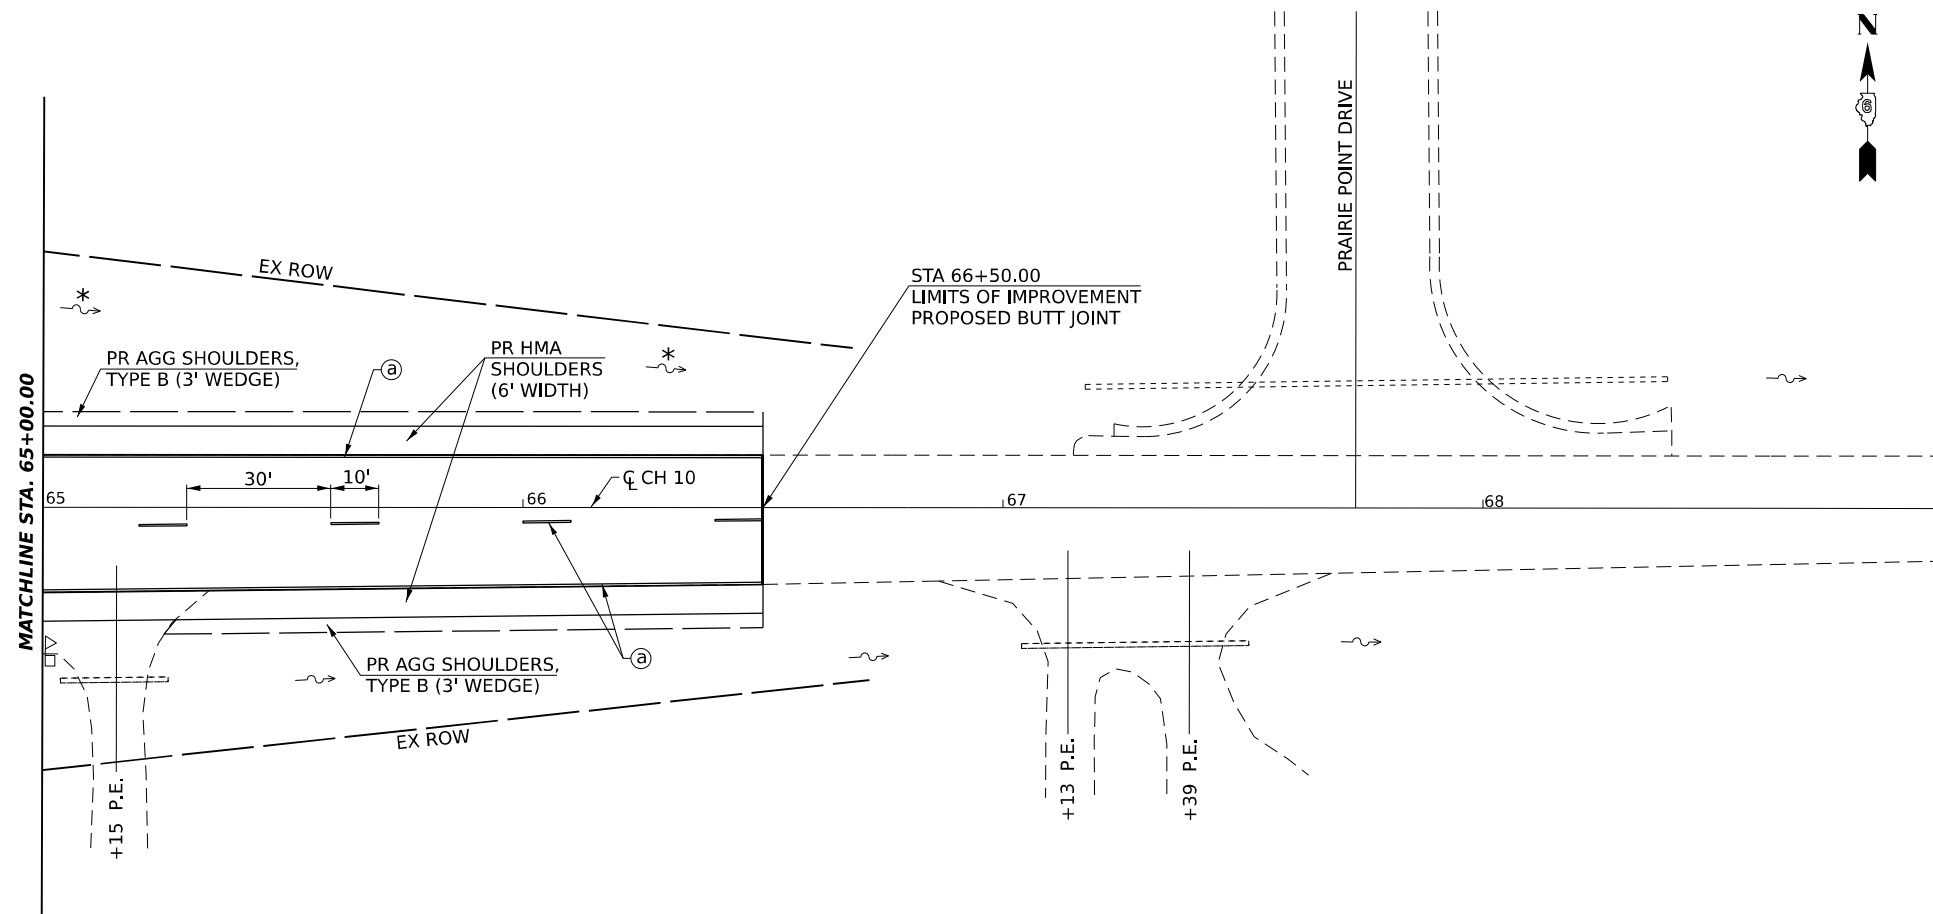 N
6
PRAIRIE POINT DRIVE
EX ROW
STA 66+50.00
LIMITS OF IMPROVEMENT
PROPOSED BUTT JOINT
*
*
PR AGG SHOULDERS,
TYPE B (3' WEDGE)
a
PR HMA
SHOULDERS
(6' WIDTH)
MATCHLINE STA. 65+00.00
30'
10'
℄ CH 10
65
66
67
68
PR AGG SHOULDERS,
TYPE B (3' WEDGE)
a
EX ROW
+15 P.E.
+13 P.E.
+39 P.E.